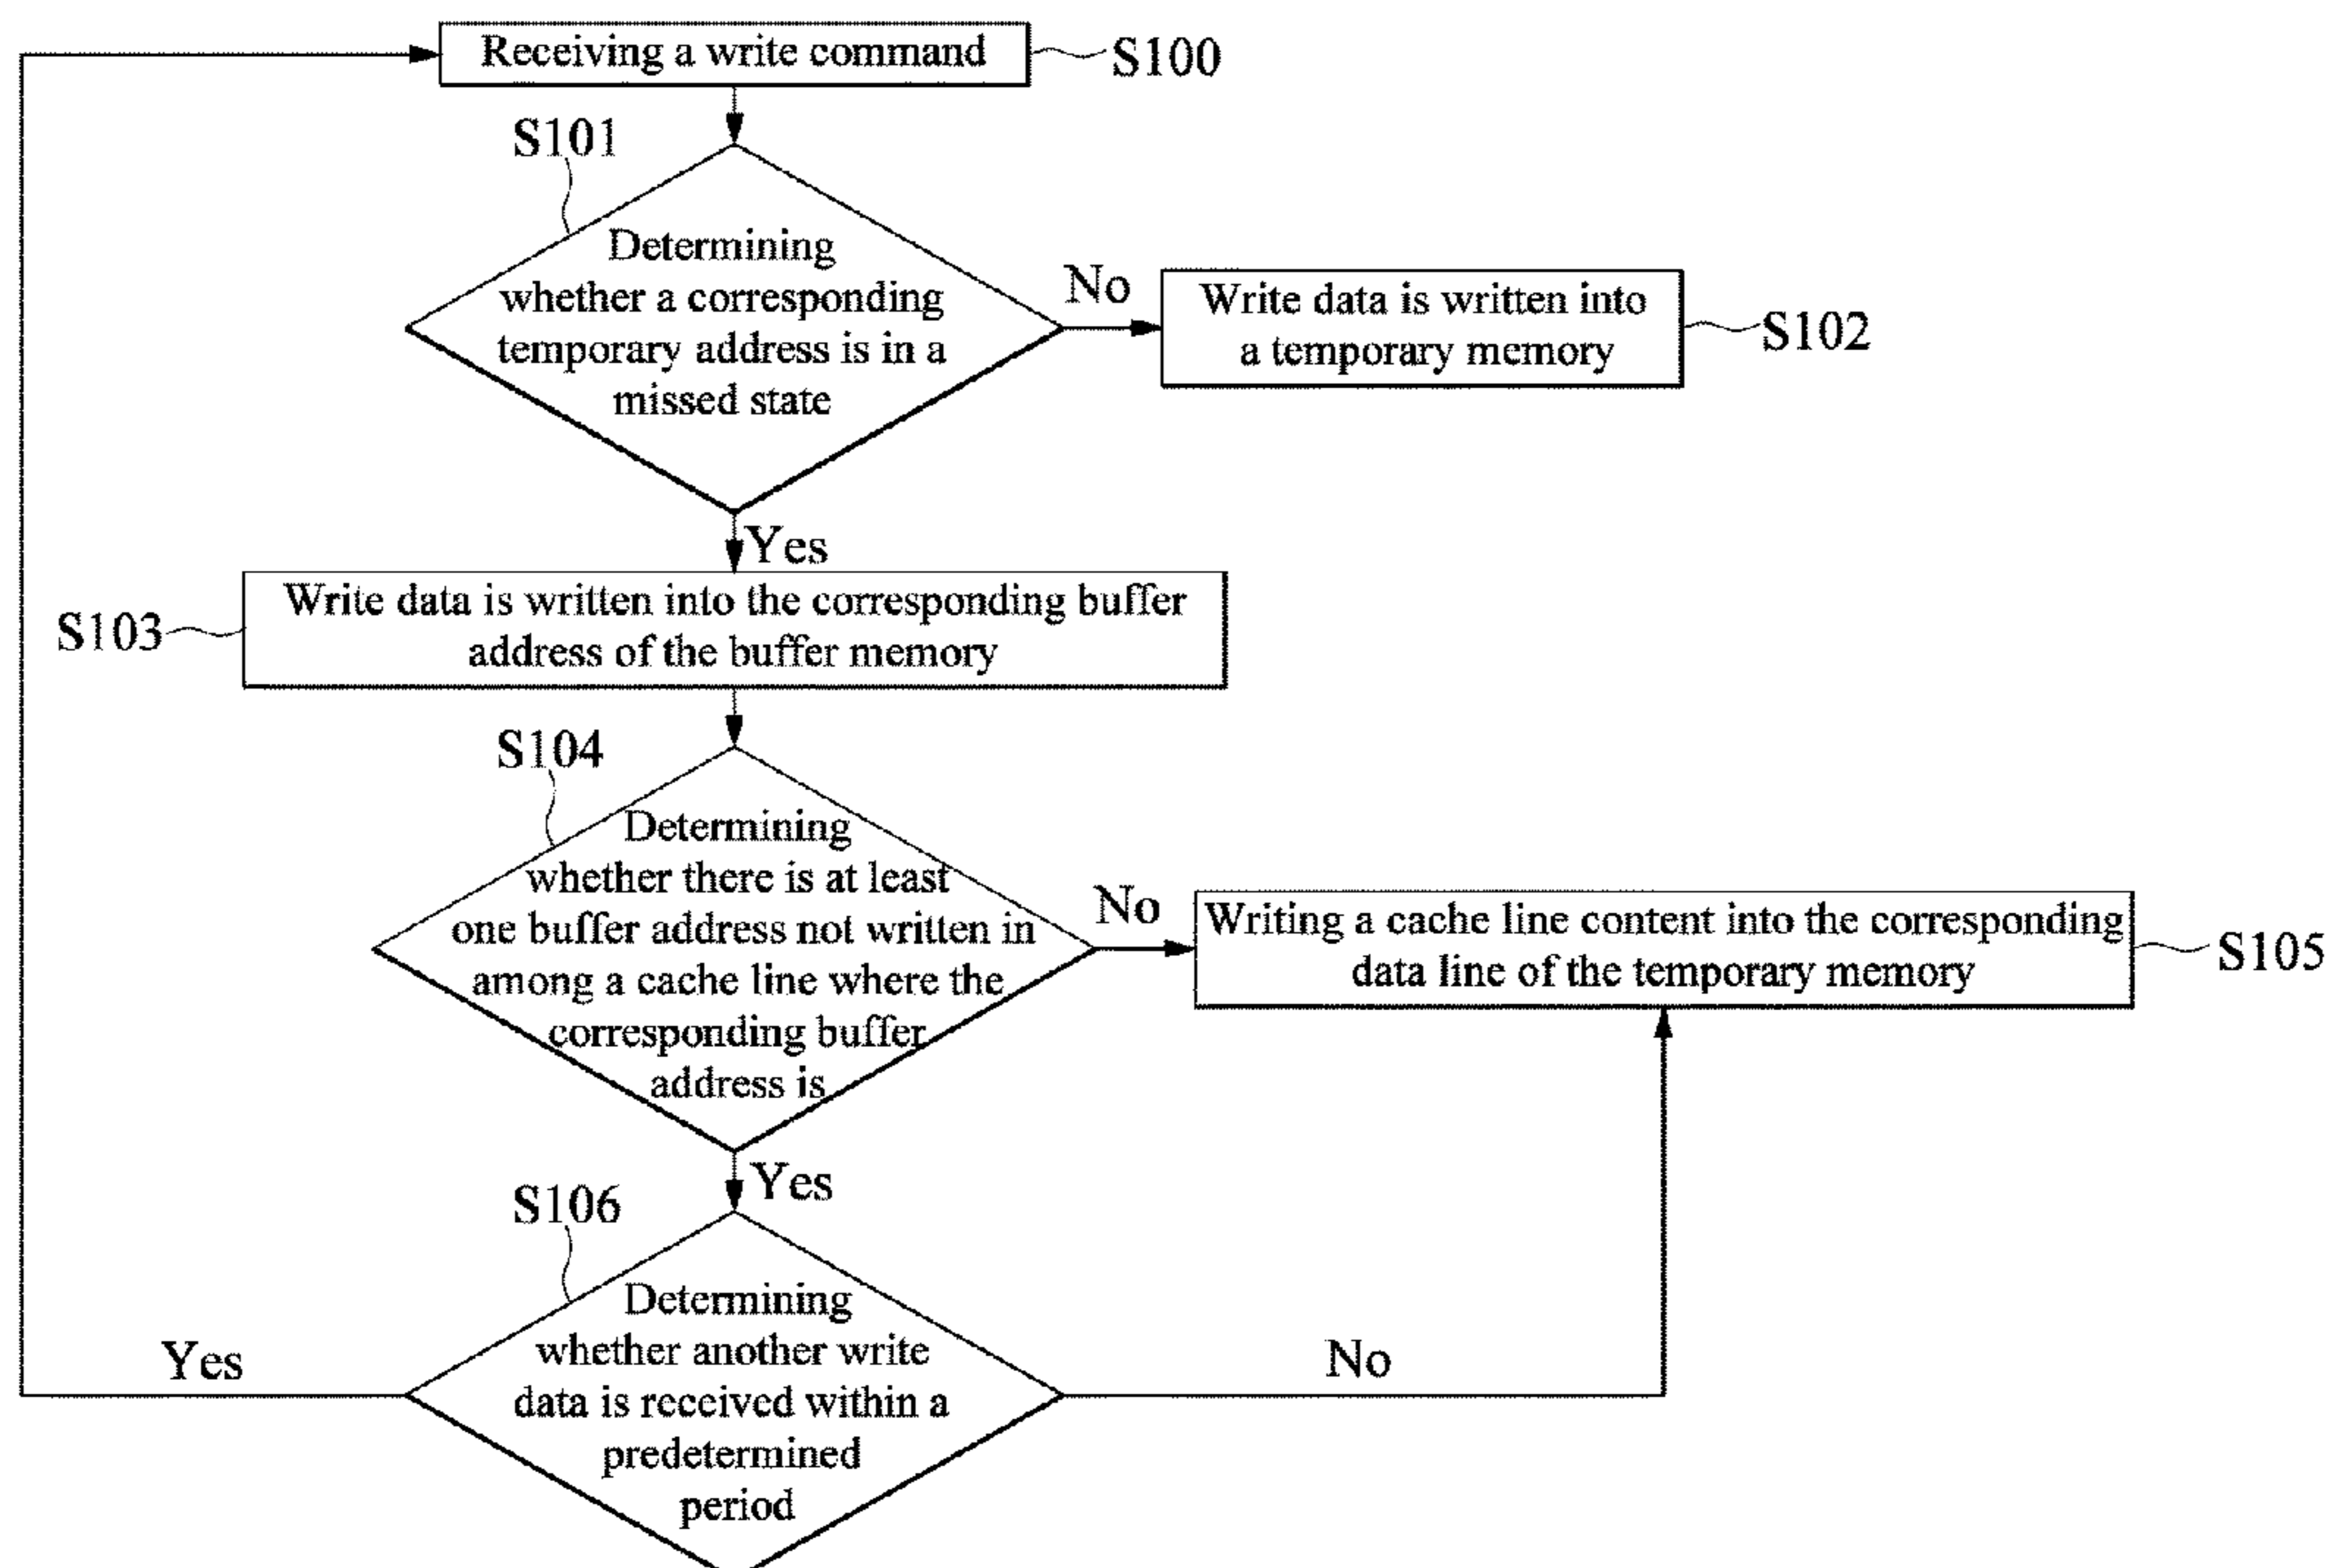 Receiving a write command
S100
S101
Determining
whether a corresponding
temporary address is in a
missed state
No
Write data is written into
a temporary memory
S102
Yes
S103
Write data is written into the corresponding buffer
address of the buffer memory
S104
Determining
whether there is at least
one buffer address not written in
among a cache line where the
corresponding buffer
address is
No
Writing a cache line content into the corresponding
data line of the temporary memory
S105
Yes
S106
Determining
whether another write
data is received within a
predetermined
period
Yes
No